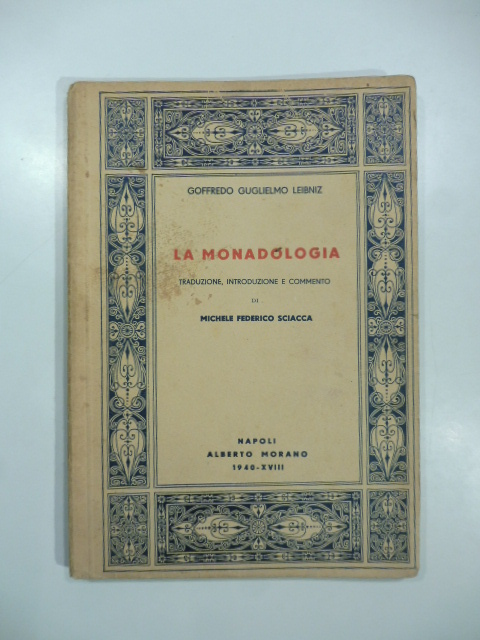 GOFFREDO GUGLIELMO LEIBNIZ
LA MONADOLOGIA
TRADUZIONE, INTRODUZIONE E COMMENTO
DI
MICHELE FEDERICO SCIACCA
NAPOLI
ALBERTO MORANO
1940-XVIII